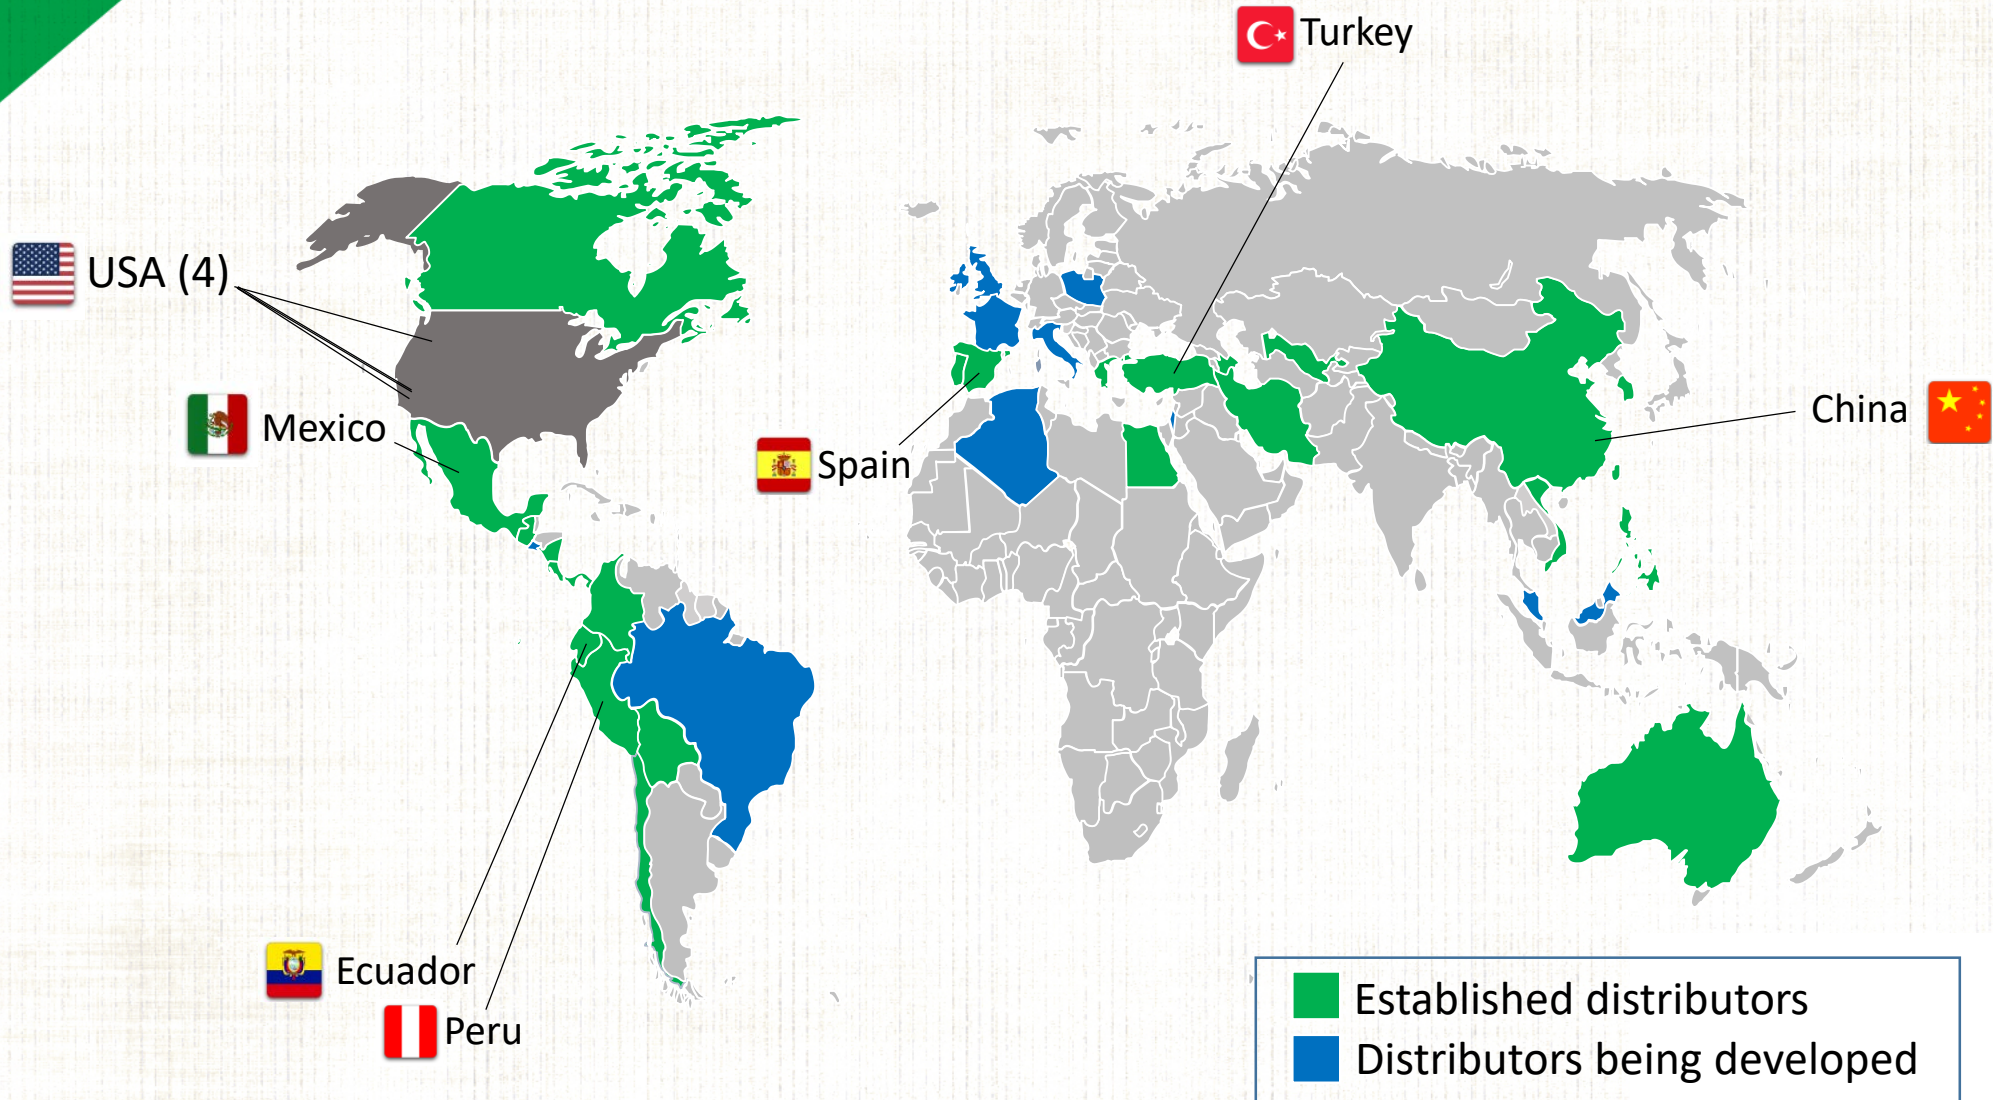 Turkey
USA (4)
Mexico
Spain
China
Ecuador
Peru
Established distributors
Distributors being developed